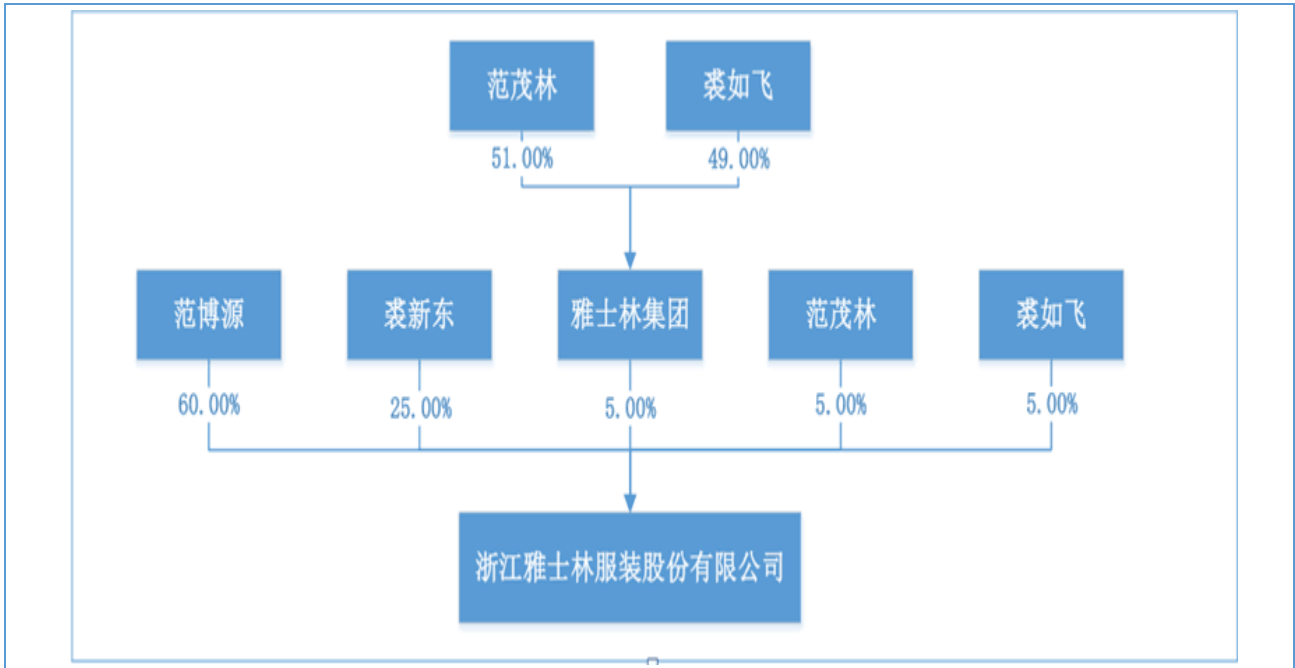 范茂林
裘如飞
51.00%
49.00%
范博源
裘新东
雅士林集团
范茂林
裘如飞
60.00%
25.00%
5.00%
5.00%
5.00%
浙江雅士林服装股份有限公司